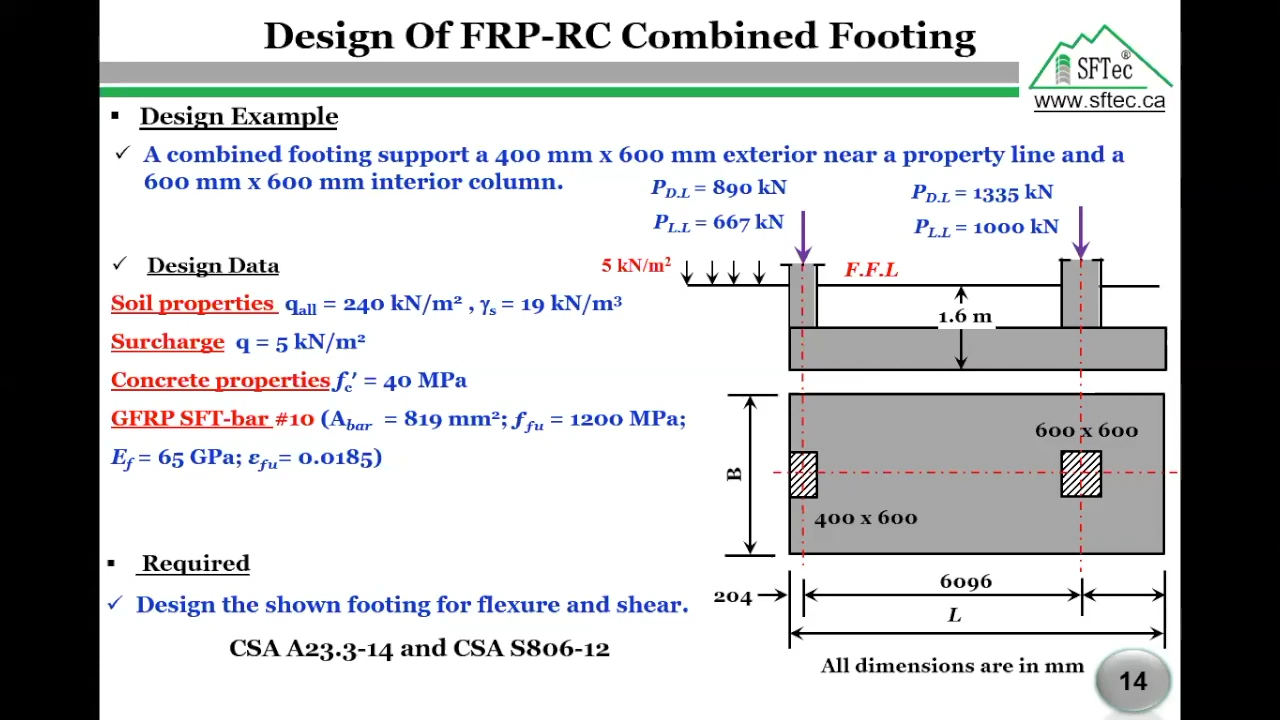 Design Of FRP-RC Combined Footing
SFTec®
www.sftec.ca
▪ Design Example
✓ A combined footing support a 400 mm x 600 mm exterior near a property line and a
600 mm x 600 mm interior column.
P_D.L = 890 kN
P_L.L = 667 kN
P_D.L = 1335 kN
P_L.L = 1000 kN
✓ Design Data
5 kN/m²
F.F.L
1.6 m
Soil properties q_all = 240 kN/m² , γ_s = 19 kN/m³
Surcharge q = 5 kN/m²
Concrete properties f_c′ = 40 MPa
GFRP SFT-bar #10 (A_bar = 819 mm²; f_fu = 1200 MPa;
E_f = 65 GPa; ε_fu = 0.0185)
600 x 600
B
400 x 600
▪ Required
✓ Design the shown footing for flexure and shear.
CSA A23.3-14 and CSA S806-12
204
6096
L
All dimensions are in mm
14